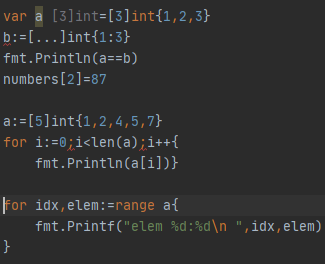 var a [3]int=[3]int{1,2,3}
b:=[...]int{1:3}
fmt.Println(a==b)
numbers[2]=87
a:=[5]int{1,2,4,5,7}
for i:=0;i<len(a);i++{
fmt.Println(a[i])}
for idx,elem:=range a{
fmt.Printf("elem %d:%d\n ",idx,elem)
}